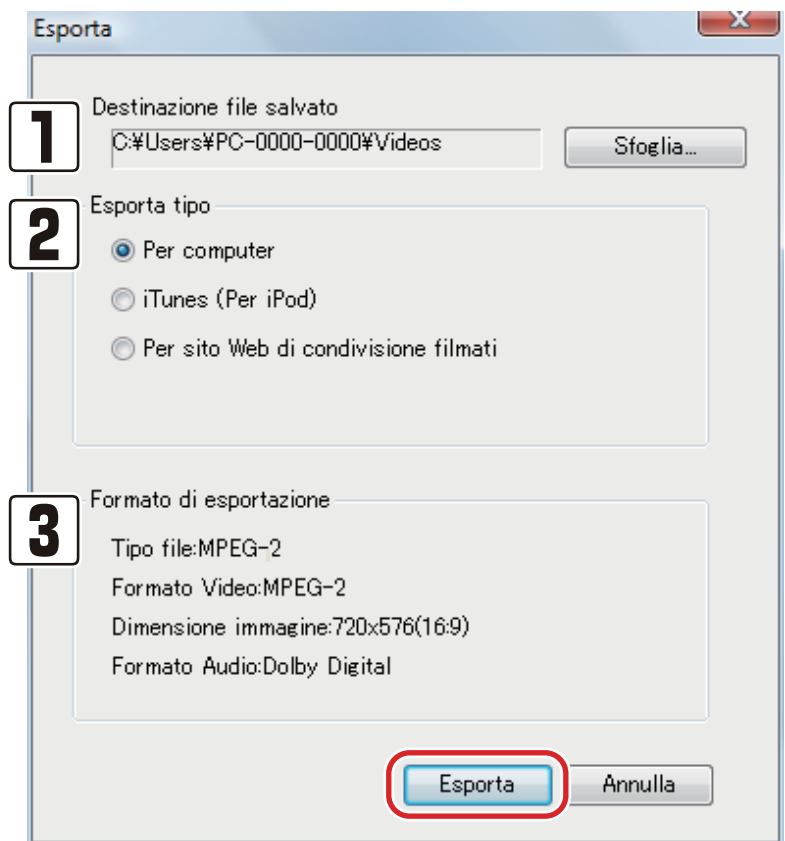 Esporta
1
Destinazione file salvato
C:¥Users¥PC-0000-0000¥Videos
Sfoglia...
2
Esporta tipo
Per computer
iTunes (Per iPod)
Per sito Web di condivisione filmati
3
Formato di esportazione
Tipo file:MPEG-2
Formato Video:MPEG-2
Dimensione immagine:720x576(16:9)
Formato Audio:Dolby Digital
Esporta
Annulla